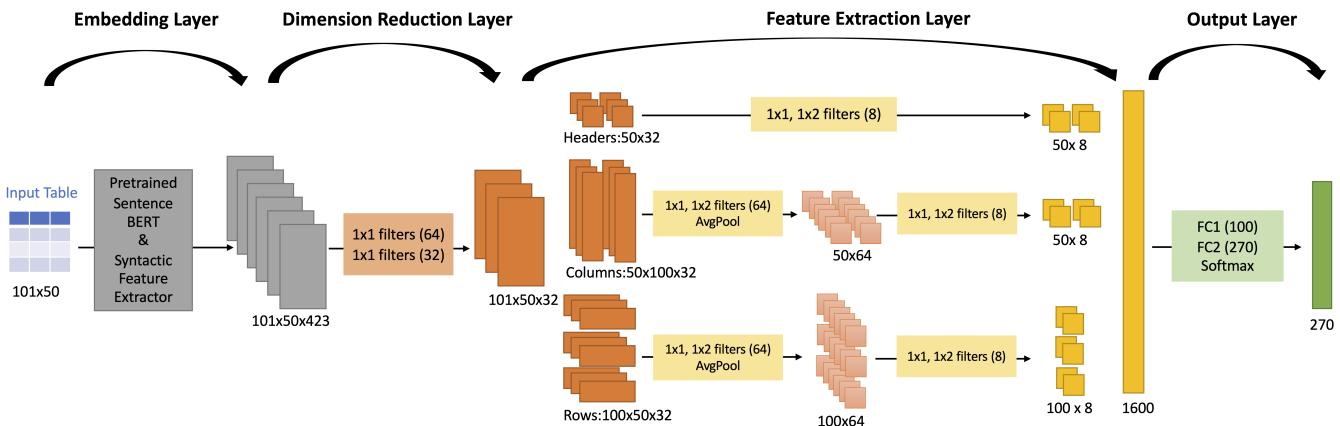 Embedding Layer
Dimension Reduction Layer
Feature Extraction Layer
Output Layer
Input Table
101x50
Pretrained
Sentence
BERT
&
Syntactic
Feature
Extractor
101x50x423
1x1 filters (64)
1x1 filters (32)
101x50x32
Headers:50x32
1x1, 1x2 filters (8)
50x 8
Columns:50x100x32
1x1, 1x2 filters (64)
AvgPool
50x64
1x1, 1x2 filters (8)
50x 8
Rows:100x50x32
1x1, 1x2 filters (64)
AvgPool
100x64
1x1, 1x2 filters (8)
100 x 8
1600
FC1 (100)
FC2 (270)
Softmax
270